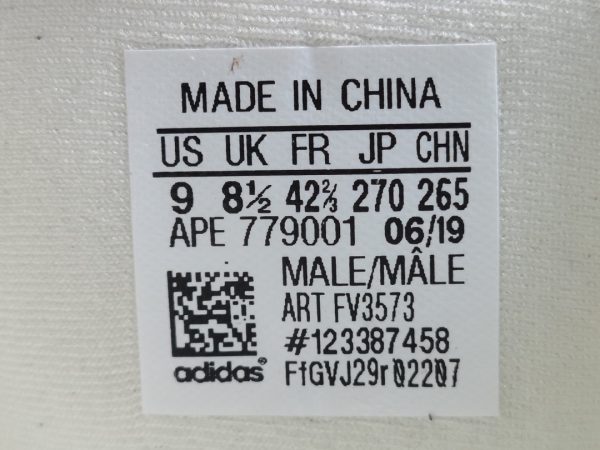 MADE IN CHINA
US UK FR JP CHN
9 8½ 42⅔ 270 265
APE 779001 06/19
MALE/MÂLE
ART FV3573
#123387458
adidas® FfGVJ29r02207